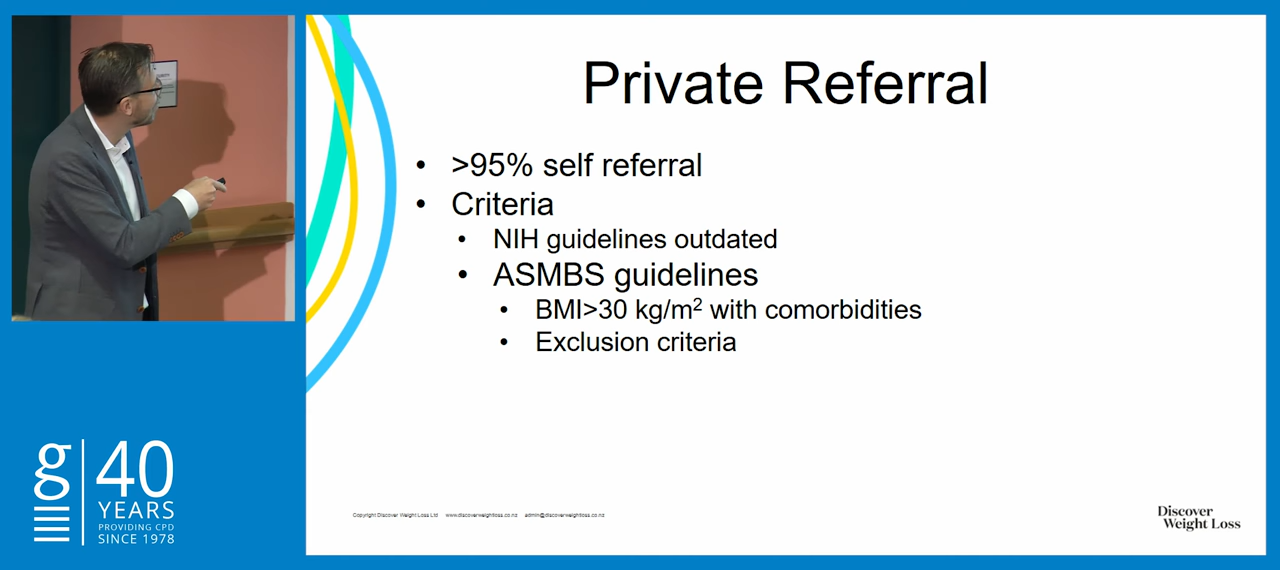 Private Referral
• >95% self referral
• Criteria
• NIH guidelines outdated
• ASMBS guidelines
• BMI>30 kg/m² with comorbidities
• Exclusion criteria
g 40
YEARS
PROVIDING CPD
SINCE 1978
Copyright Discover Weight Loss Ltd www.discoverweightloss.co.nz admin@discoverweightloss.co.nz
Discover
Weight Loss